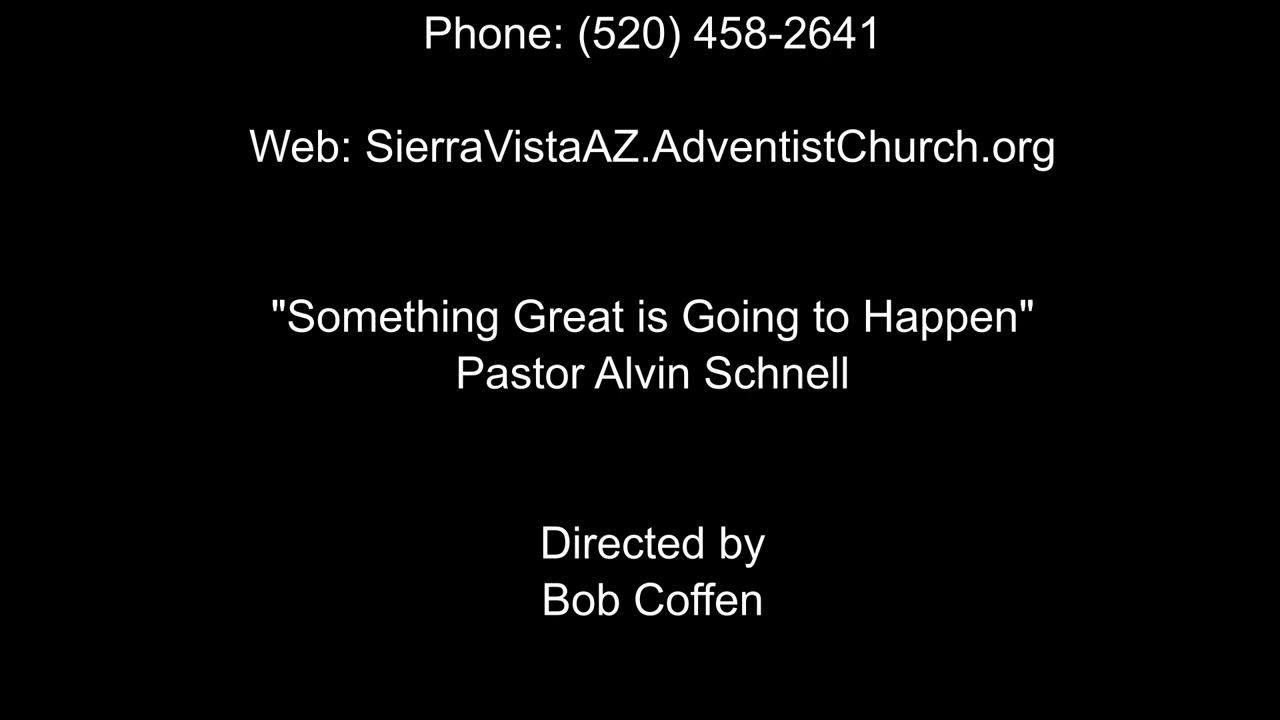 Phone: (520) 458-2641
Web: SierraVistaAZ.AdventistChurch.org
"Something Great is Going to Happen"
Pastor Alvin Schnell
Directed by
Bob Coffen